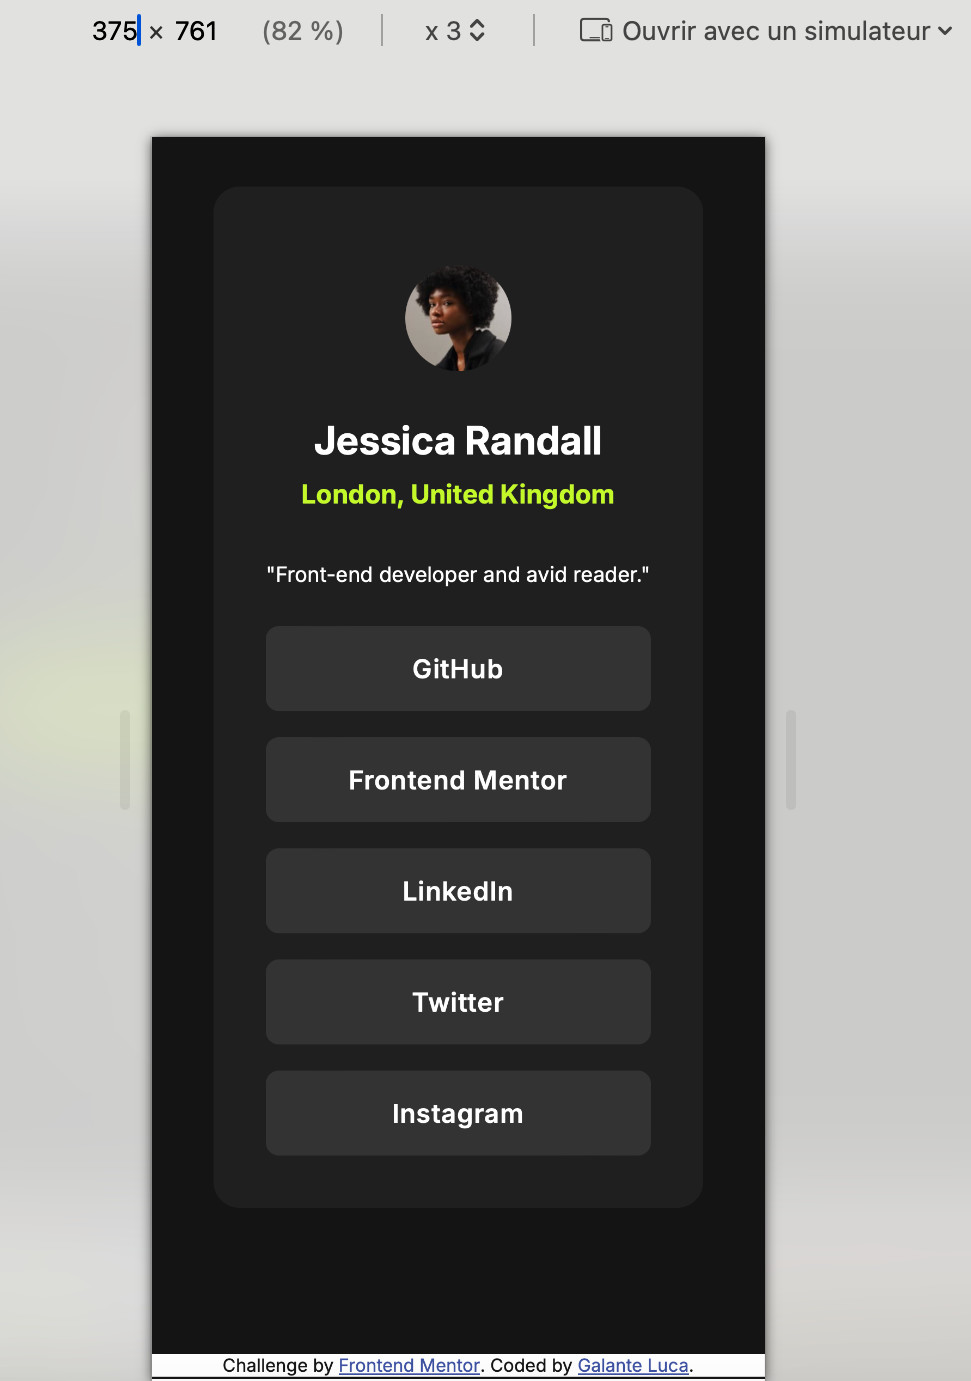 375 × 761 (82 %) x 3 Ouvrir avec un simulateur
Jessica Randall
London, United Kingdom
"Front-end developer and avid reader."
GitHub
Frontend Mentor
LinkedIn
Twitter
Instagram
Challenge by Frontend Mentor. Coded by Galante Luca.